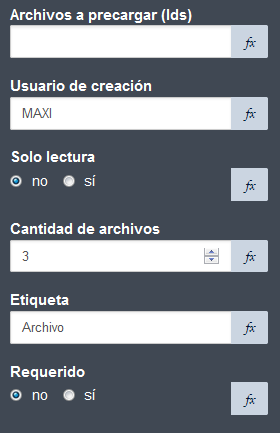 Archivos a precargar (Ids)
fx
Usuario de creación
MAXI fx
Solo lectura
no sí fx
Cantidad de archivos
3 fx
Etiqueta
Archivo fx
Requerido
no sí fx